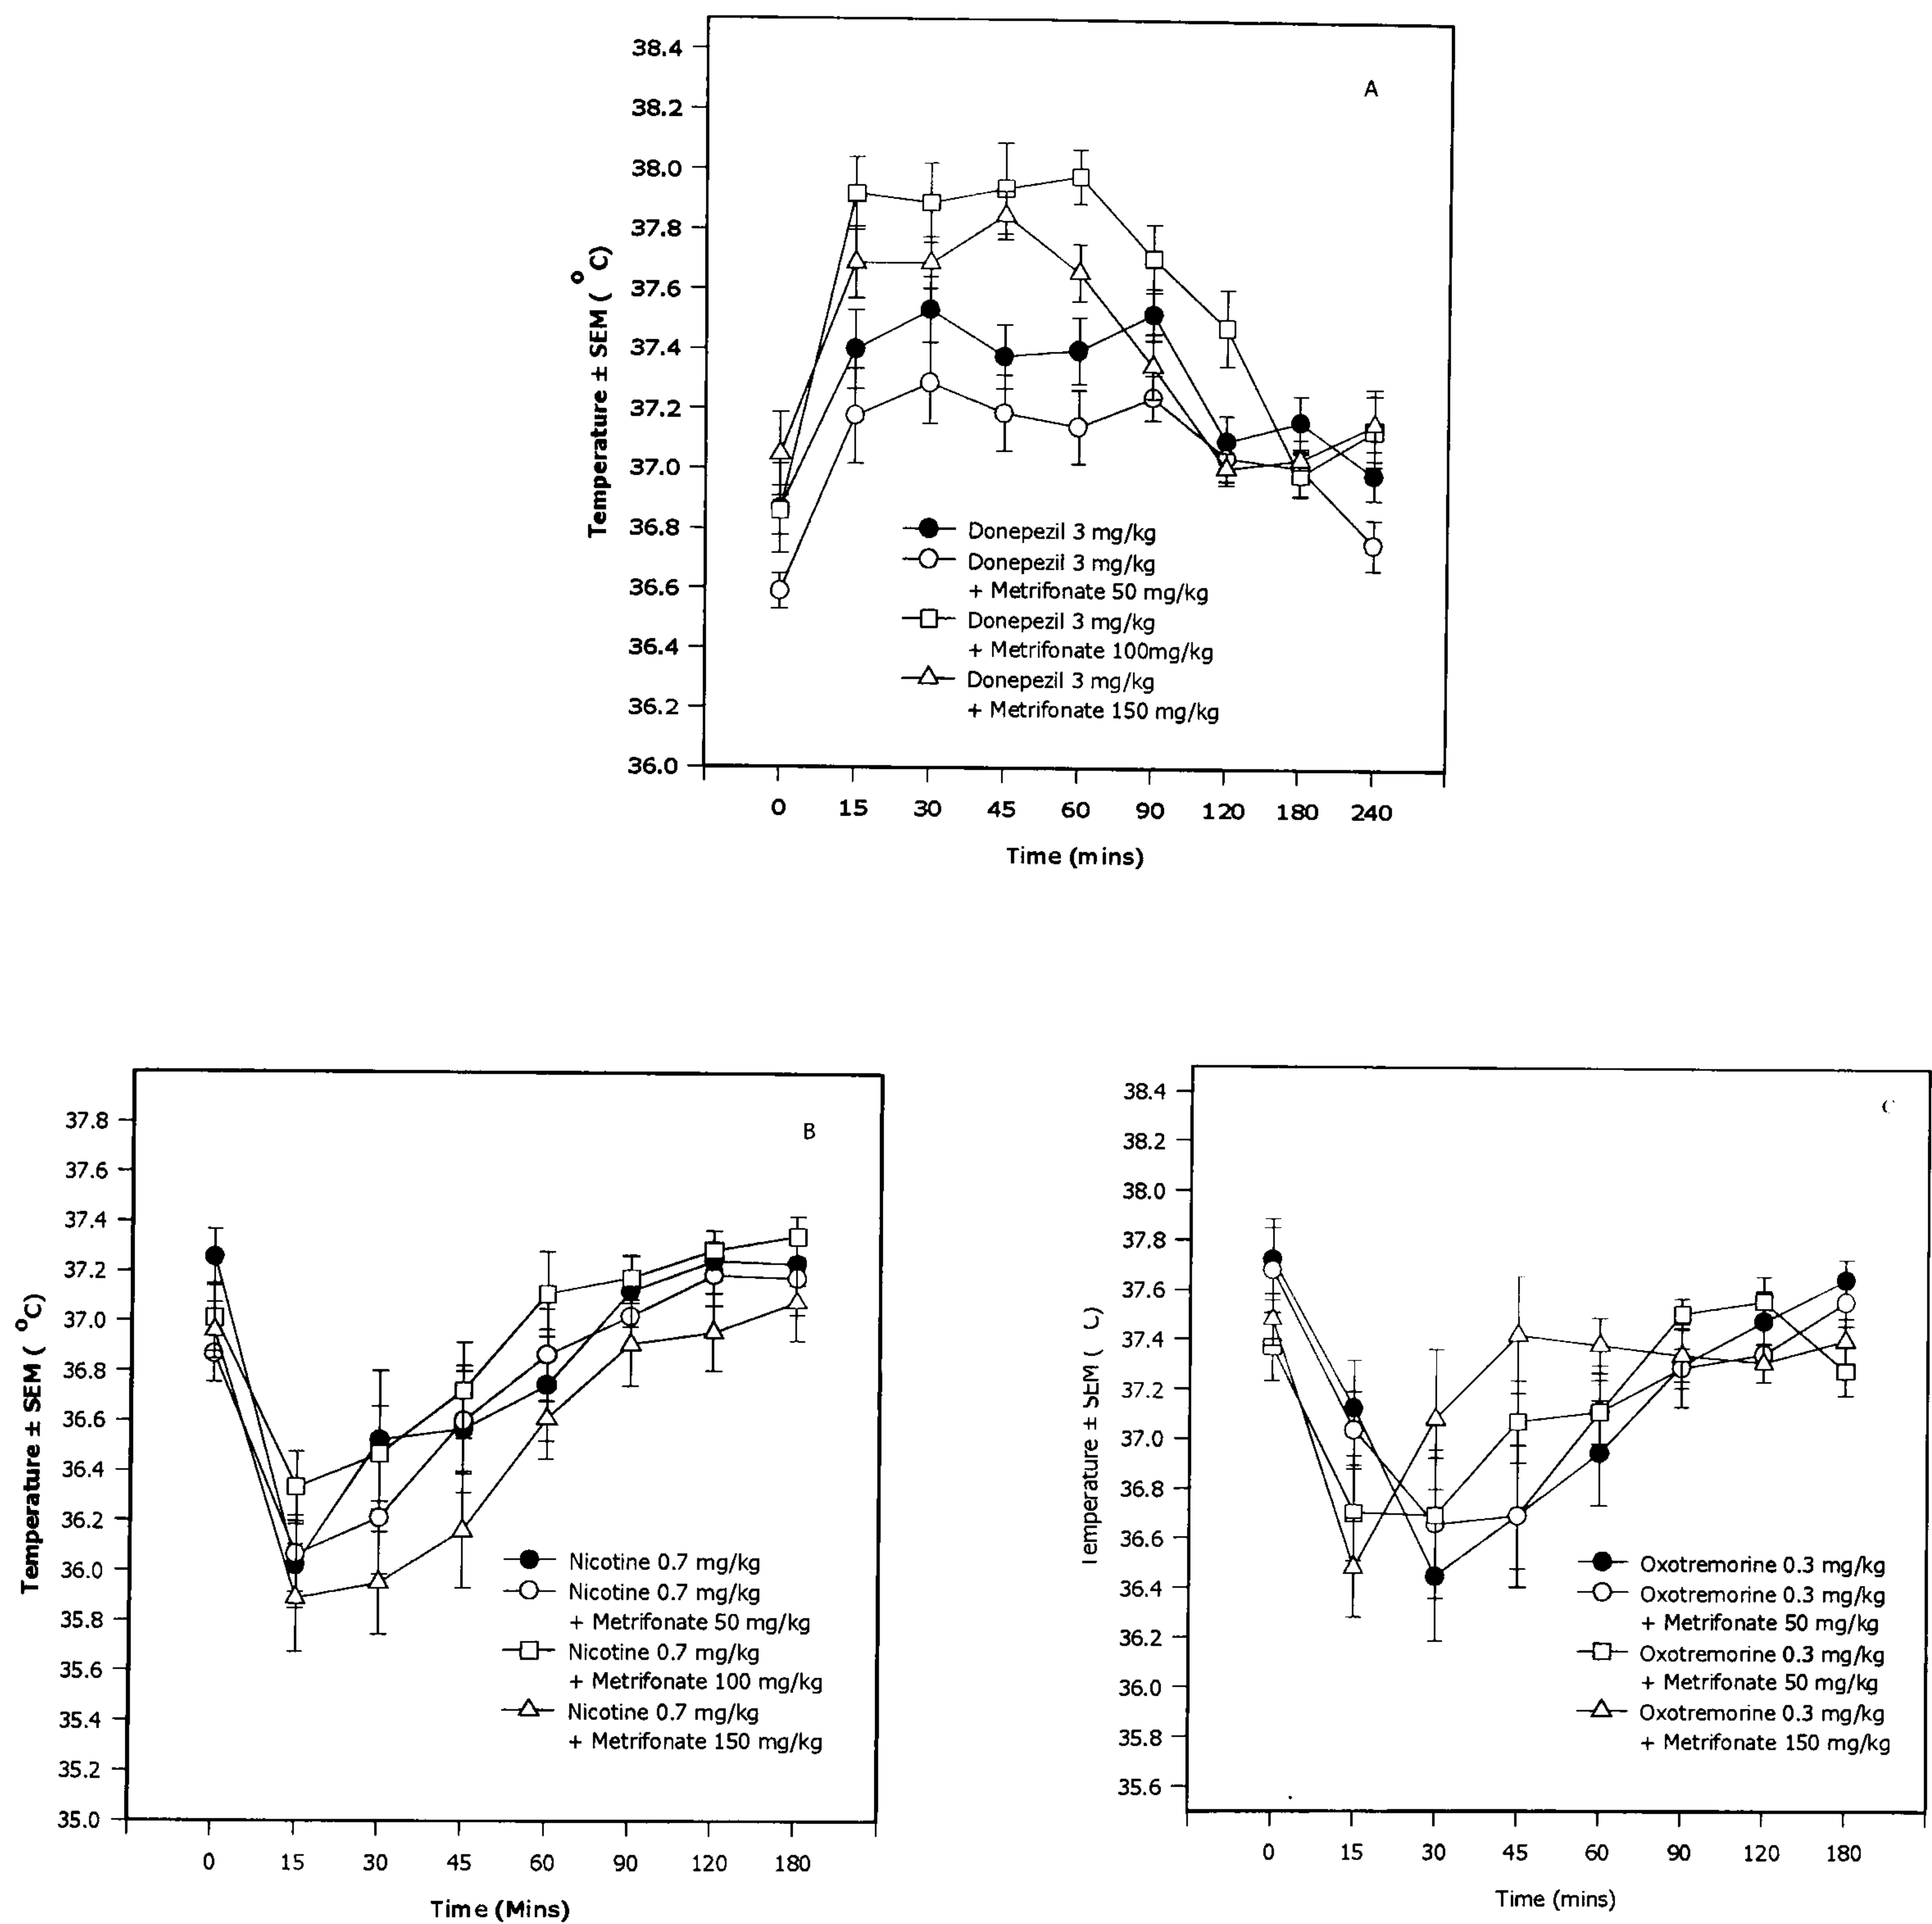 A
Temperature ± SEM ( °C)
38.4
38.2
38.0
37.8
37.6
37.4
37.2
37.0
36.8
36.6
36.4
36.2
36.0
Donepezil 3 mg/kg
Donepezil 3 mg/kg
+ Metrifonate 50 mg/kg
Donepezil 3 mg/kg
+ Metrifonate 100mg/kg
Donepezil 3 mg/kg
+ Metrifonate 150 mg/kg
0 15 30 45 60 90 120 180 240
Time (mins)
B
Temperature ± SEM ( °C)
37.8
37.6
37.4
37.2
37.0
36.8
36.6
36.4
36.2
36.0
35.8
35.6
35.4
35.2
35.0
Nicotine 0.7 mg/kg
Nicotine 0.7 mg/kg
+ Metrifonate 50 mg/kg
Nicotine 0.7 mg/kg
+ Metrifonate 100 mg/kg
Nicotine 0.7 mg/kg
+ Metrifonate 150 mg/kg
0 15 30 45 60 90 120 180
Time (Mins)
C
Temperature ± SEM ( C)
38.4
38.2
38.0
37.8
37.6
37.4
37.2
37.0
36.8
36.6
36.4
36.2
36.0
35.8
35.6
Oxotremorine 0.3 mg/kg
Oxotremorine 0.3 mg/kg
+ Metrifonate 50 mg/kg
Oxotremorine 0.3 mg/kg
+ Metrifonate 50 mg/kg
Oxotremorine 0.3 mg/kg
+ Metrifonate 150 mg/kg
0 15 30 45 60 90 120 180
Time (mins)